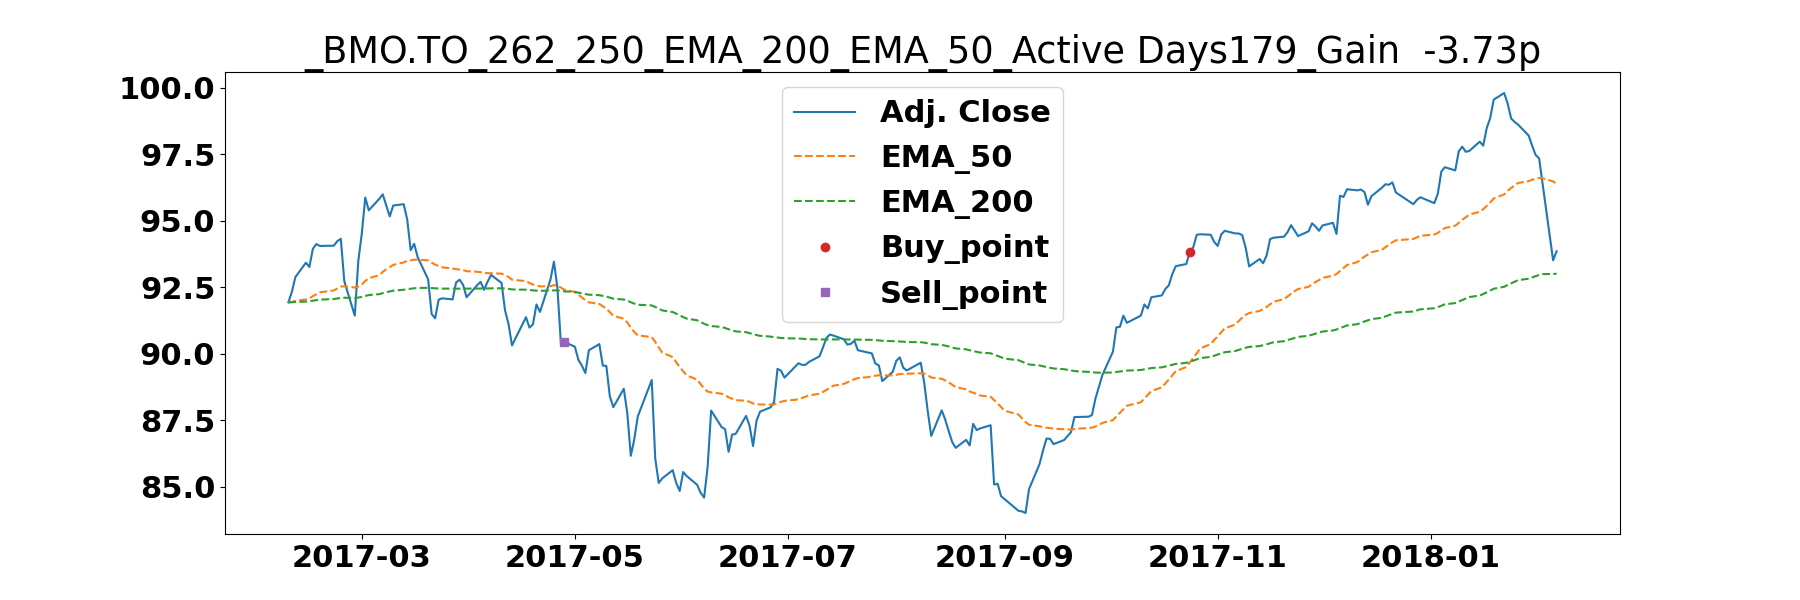 _BMO.TO_262_250_EMA_200_EMA_50_Active Days179_Gain  -3.73p
100.0
97.5
95.0
92.5
90.0
87.5
85.0
Adj. Close
EMA_50
EMA_200
Buy_point
Sell_point
2017-03 2017-05 2017-07 2017-09 2017-11 2018-01